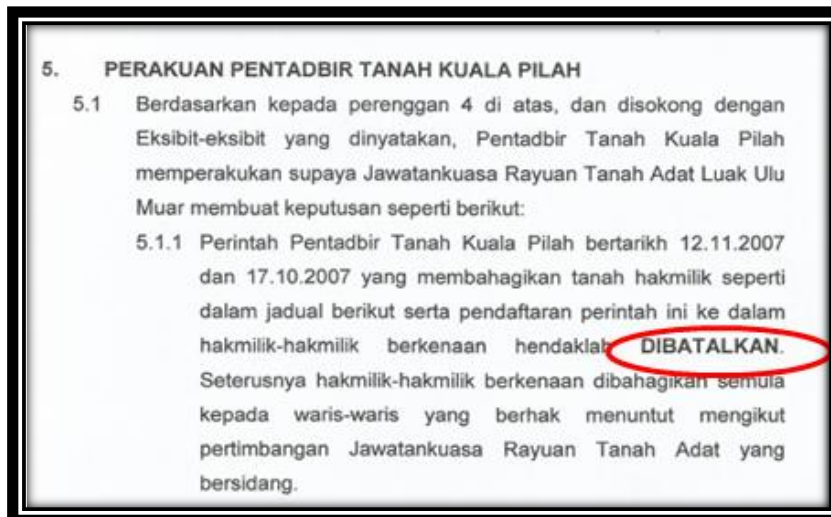 5. PERAKUAN PENTADBIR TANAH KUALA PILAH
5.1 Berdasarkan kepada perenggan 4 di atas, dan disokong dengan
Eksibit-eksibit yang dinyatakan, Pentadbir Tanah Kuala Pilah
memperakukan supaya Jawatankuasa Rayuan Tanah Adat Luak Ulu
Muar membuat keputusan seperti berikut:
5.1.1 Perintah Pentadbir Tanah Kuala Pilah bertarikh 12.11.2007
dan 17.10.2007 yang membahagikan tanah hakmilik seperti
dalam jadual berikut serta pendaftaran perintah ini ke dalam
hakmilik-hakmilik berkenaan hendaklah DIBATALKAN.
Seterusnya hakmilik-hakmilik berkenaan dibahagikan semula
kepada waris-waris yang berhak menuntut mengikut
pertimbangan Jawatankuasa Rayuan Tanah Adat yang
bersidang.